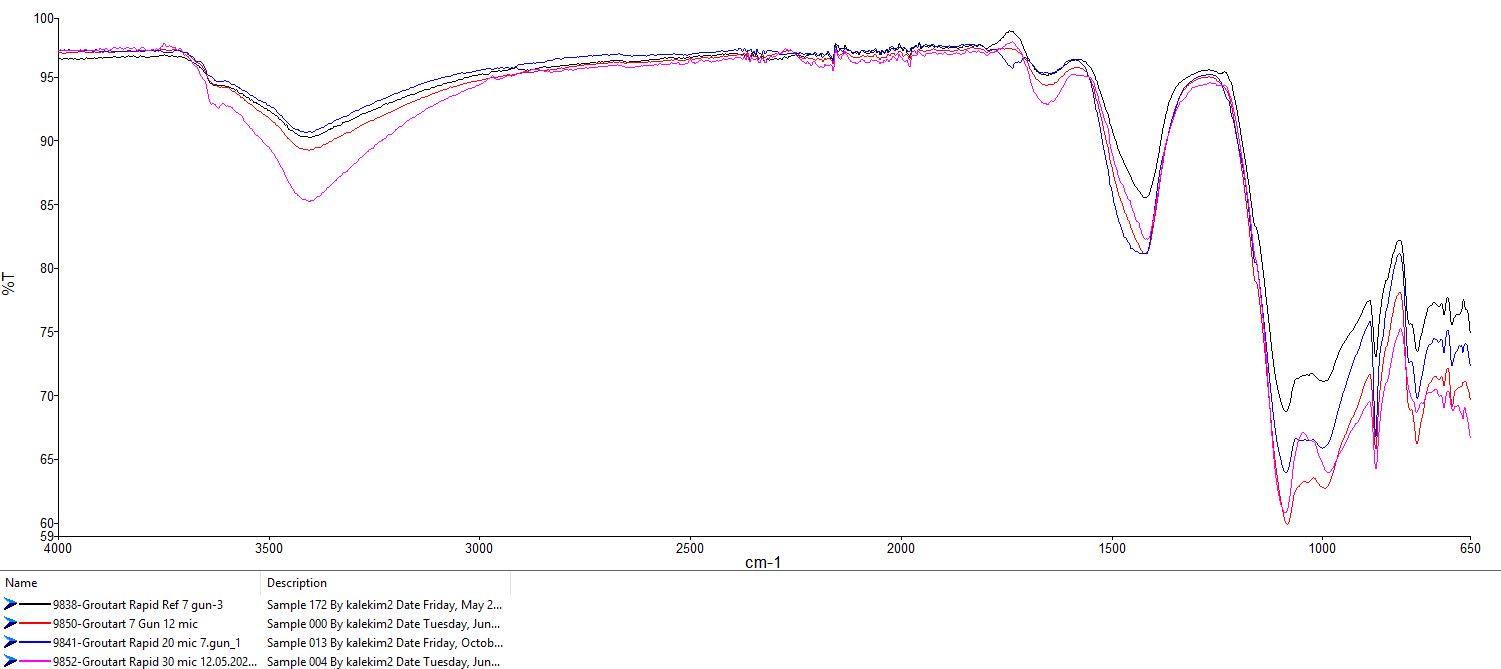 100
95
90
85
80
75
70
65
60
59
%T
4000 3500 3000 2500 2000 1500 1000 650
cm-1
Name Description
9838-Groutart Rapid Ref 7 gun-3 Sample 172 By kalekim2 Date Friday, May 2...
9850-Groutart 7 Gun 12 mic Sample 000 By kalekim2 Date Tuesday, Jun...
9841-Groutart Rapid 20 mic 7.gun_1 Sample 013 By kalekim2 Date Friday, Octob...
9852-Groutart Rapid 30 mic 12.05.202... Sample 004 By kalekim2 Date Tuesday, Jun...